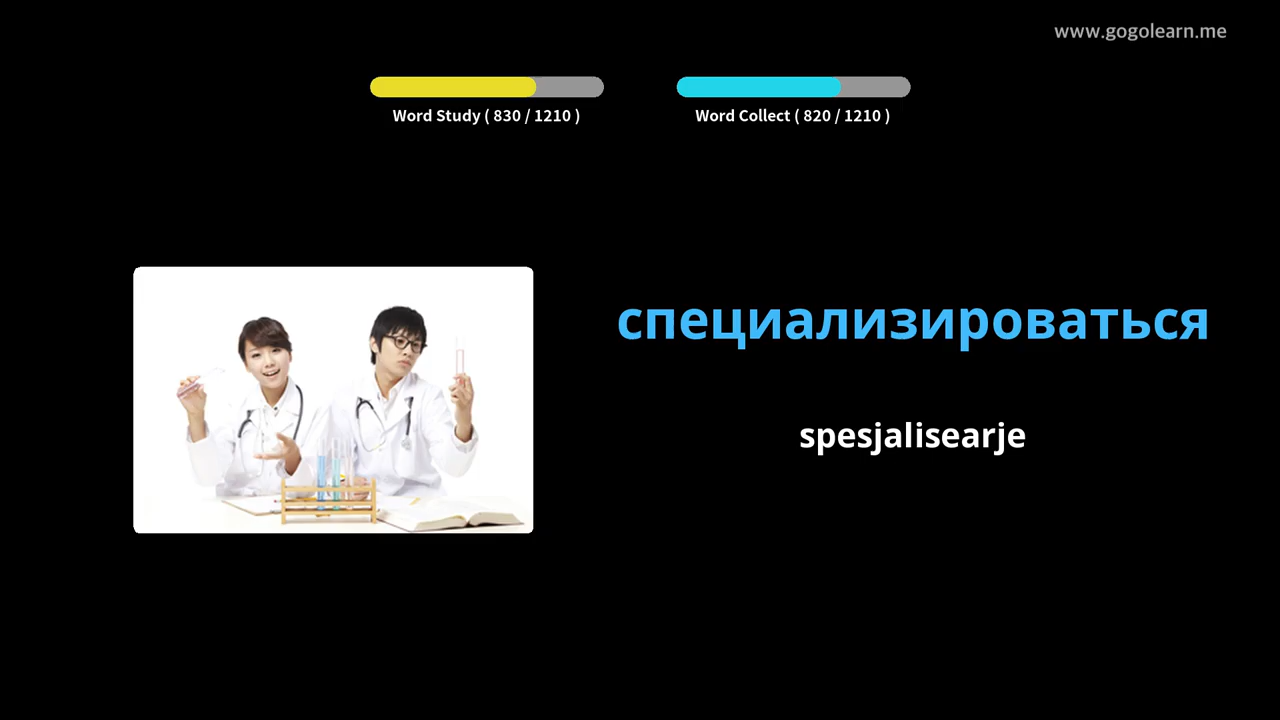 www.gogolearn.me
Word Study ( 830 / 1210 )
Word Collect ( 820 / 1210 )
специализироваться
spesjalisearje